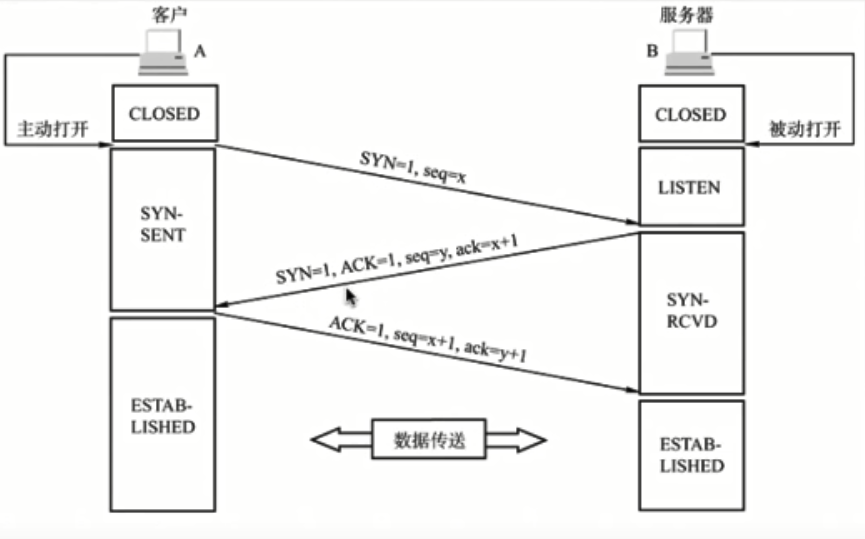 客户
服务器
A
B
CLOSED
CLOSED
主动打开
被动打开
SYN=1, seq=x
LISTEN
SYN-
SENT
SYN=1, ACK=1, seq=y, ack=x+1
SYN-
RCVD
ACK=1, seq=x+1, ack=y+1
ESTAB-
LISHED
数据传送
ESTAB-
LISHED